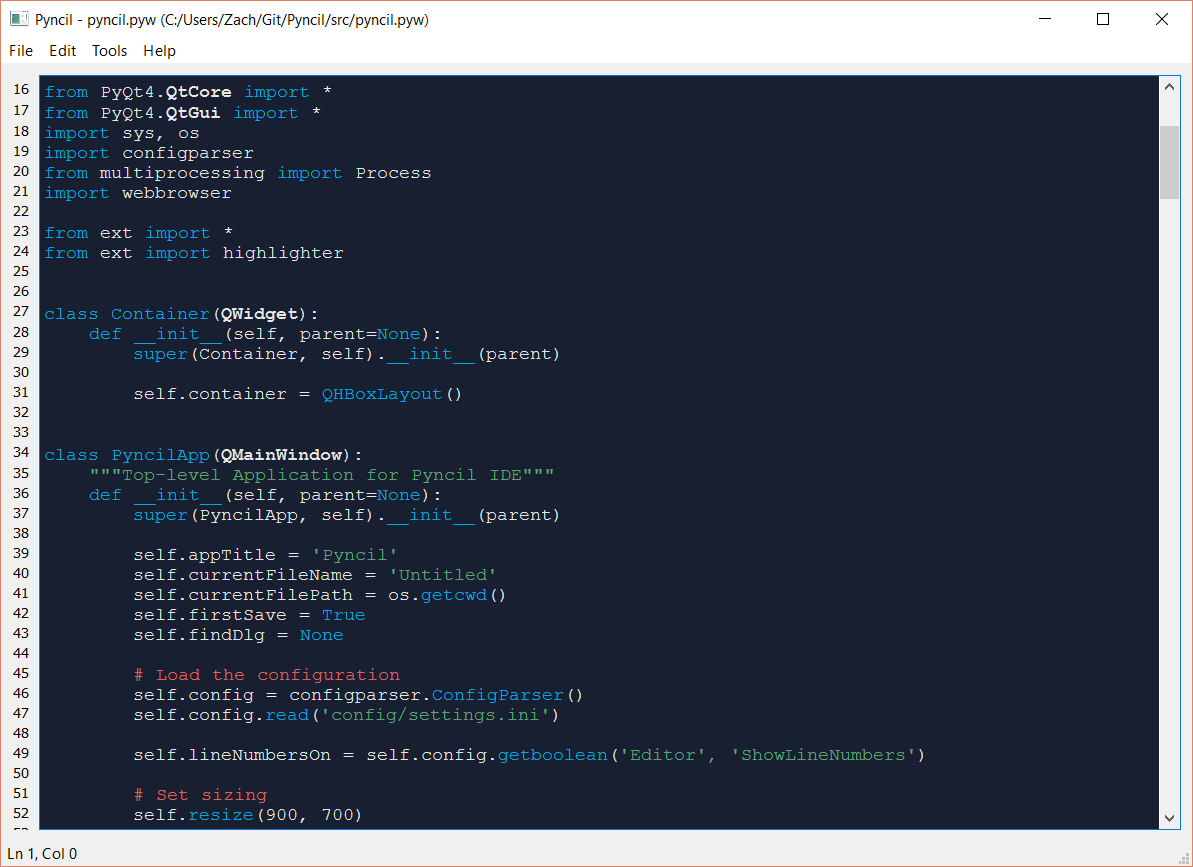 Pyncil - pyncil.pyw (C:/Users/Zach/Git/Pyncil/src/pyncil.pyw)
File Edit Tools Help
16 from PyQt4.QtCore import *
17 from PyQt4.QtGui import *
18 import sys, os
19 import configparser
20 from multiprocessing import Process
21 import webbrowser
22
23 from ext import *
24 from ext import highlighter
25
26
27 class Container(QWidget):
28     def __init__(self, parent=None):
29         super(Container, self).__init__(parent)
30
31         self.container = QHBoxLayout()
32
33
34 class PyncilApp(QMainWindow):
35     """Top-level Application for Pyncil IDE"""
36     def __init__(self, parent=None):
37         super(PyncilApp, self).__init__(parent)
38
39         self.appTitle = 'Pyncil'
40         self.currentFileName = 'Untitled'
41         self.currentFilePath = os.getcwd()
42         self.firstSave = True
43         self.findDlg = None
44
45         # Load the configuration
46         self.config = configparser.ConfigParser()
47         self.config.read('config/settings.ini')
48
49         self.lineNumbersOn = self.config.getboolean('Editor', 'ShowLineNumbers')
50
51         # Set sizing
52         self.resize(900, 700)
Ln 1, Col 0